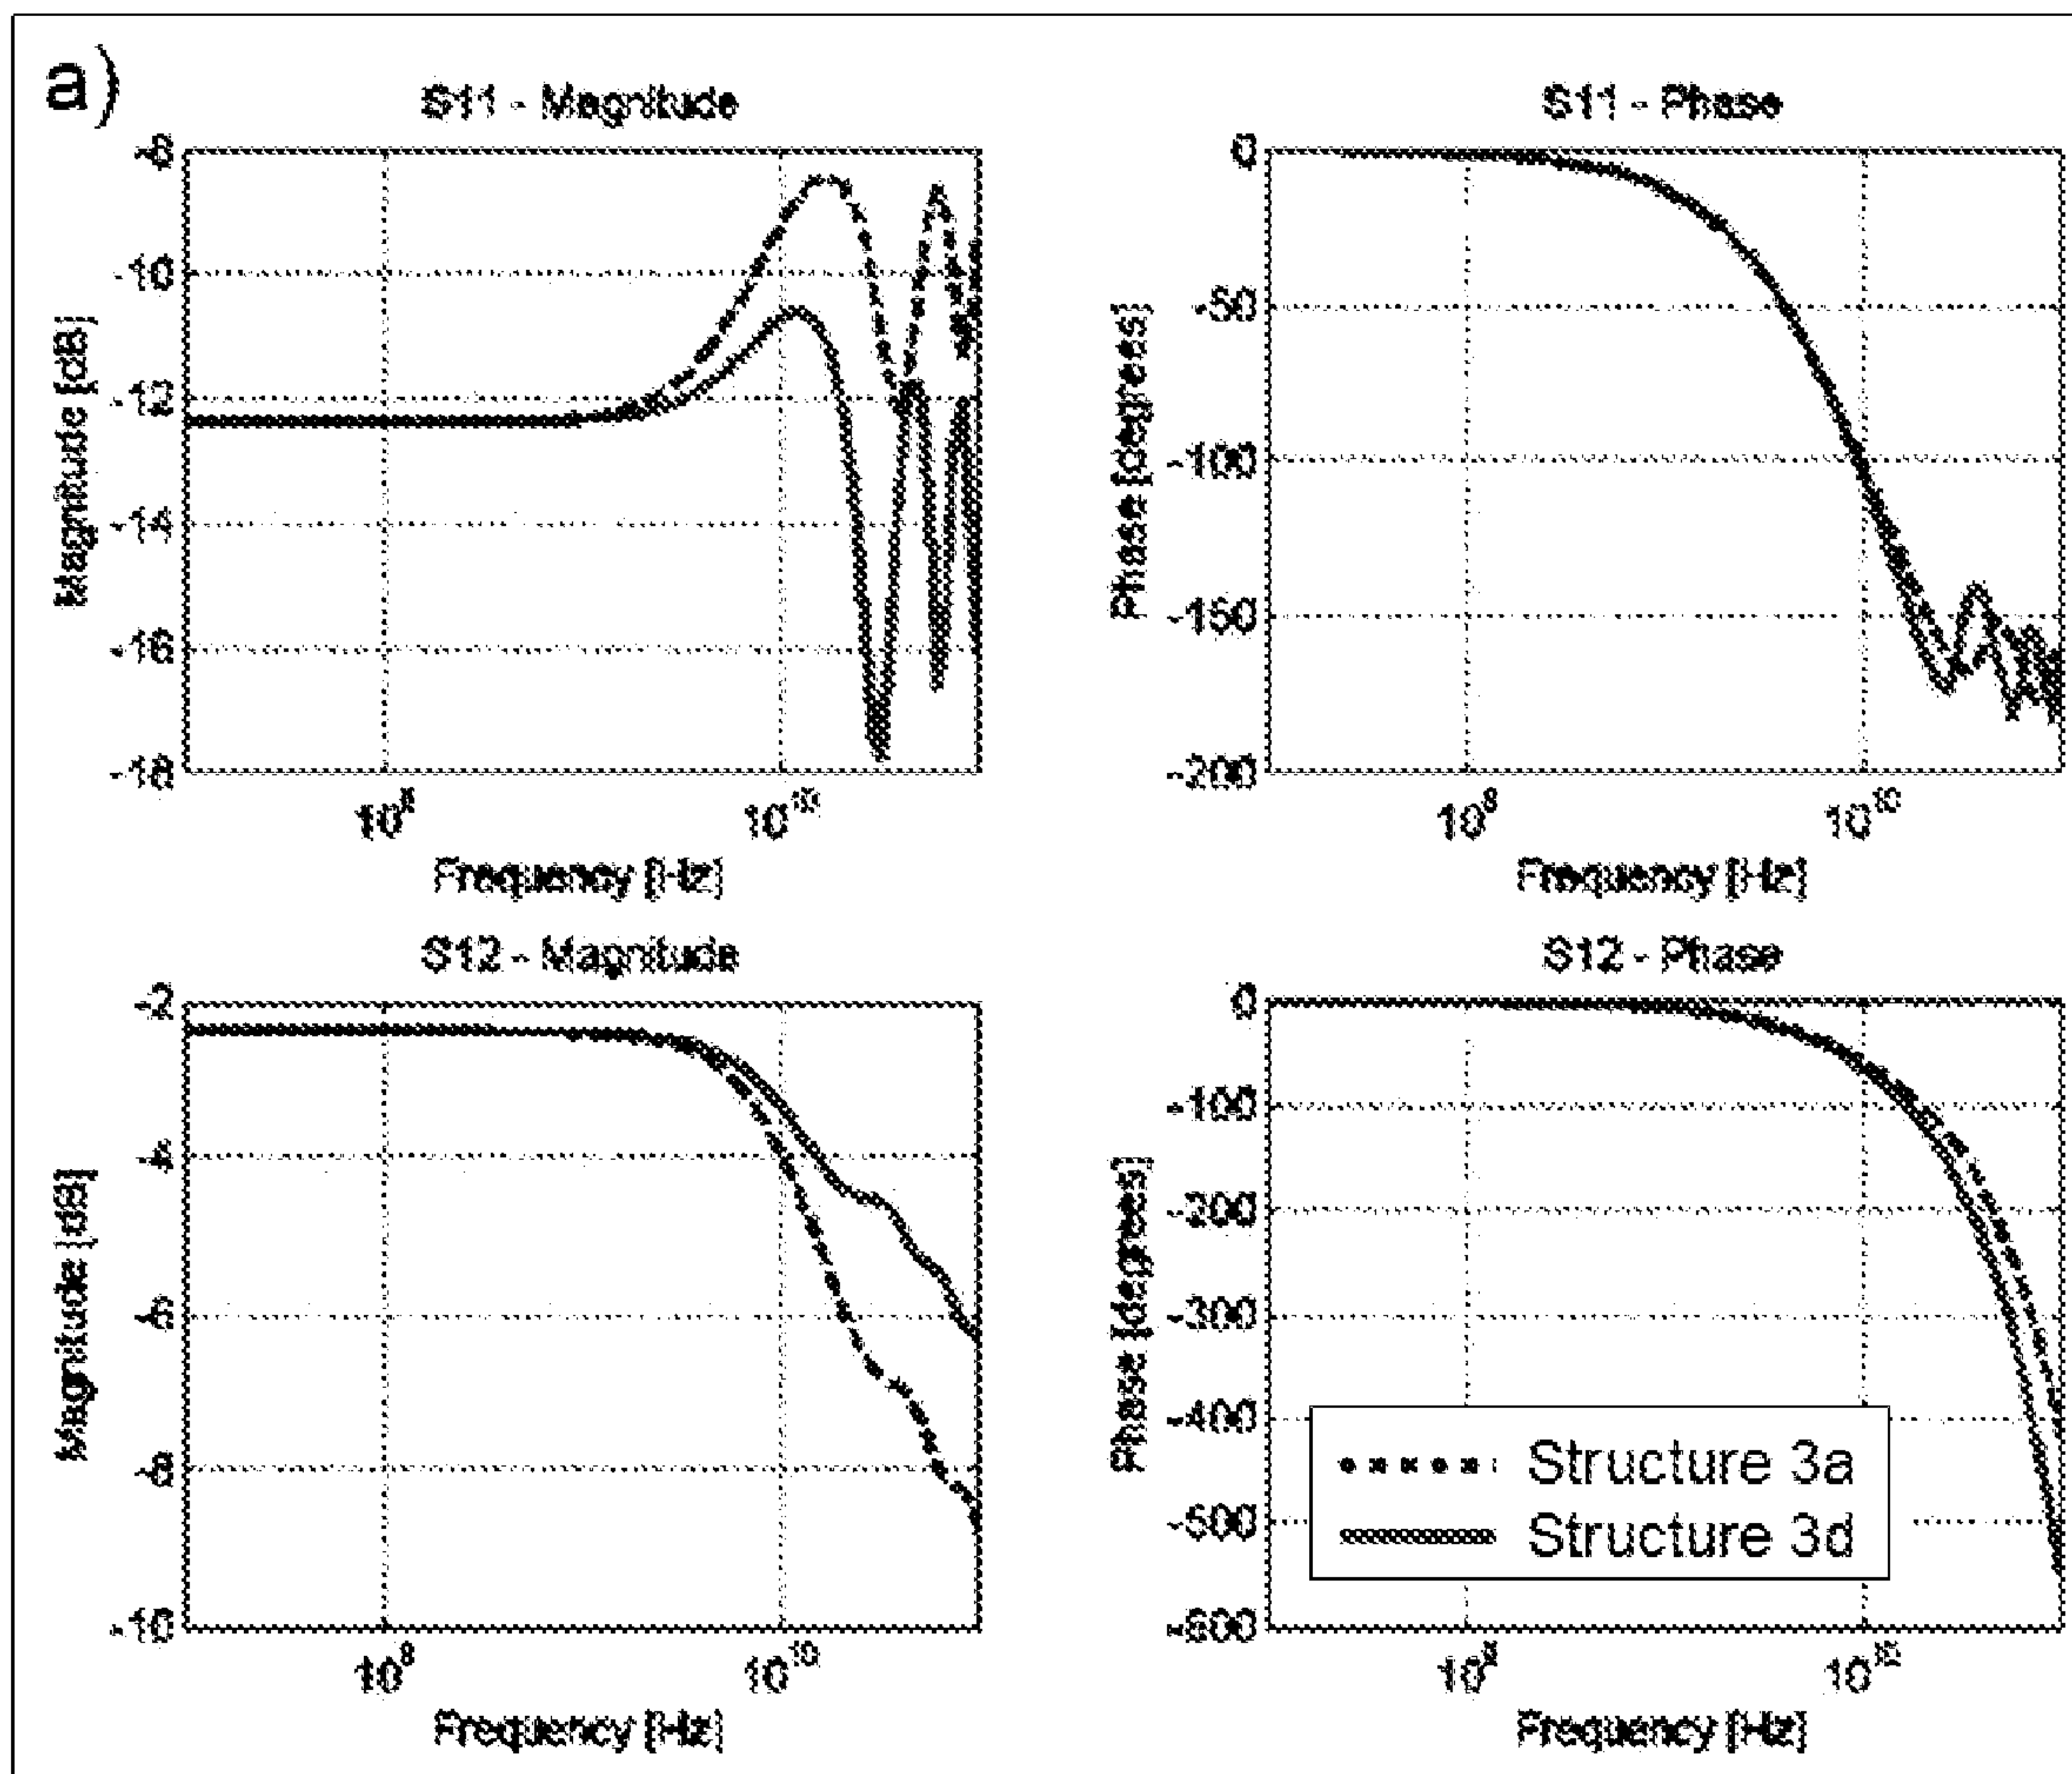 a)
S11 - Magnitude
Magnitude [dB]
-8
-10
-12
-14
-16
-18
10^8
10^10
Frequency [Hz]
S11 - Phase
Phase [degrees]
0
-50
-100
-150
-200
10^8
10^10
Frequency [Hz]
S12 - Magnitude
Magnitude [dB]
-2
-4
-6
-8
-10
10^8
10^10
Frequency [Hz]
S12 - Phase
Phase [degrees]
0
-100
-200
-300
-400
-500
-600
10^8
10^10
Frequency [Hz]
Structure 3a
Structure 3d